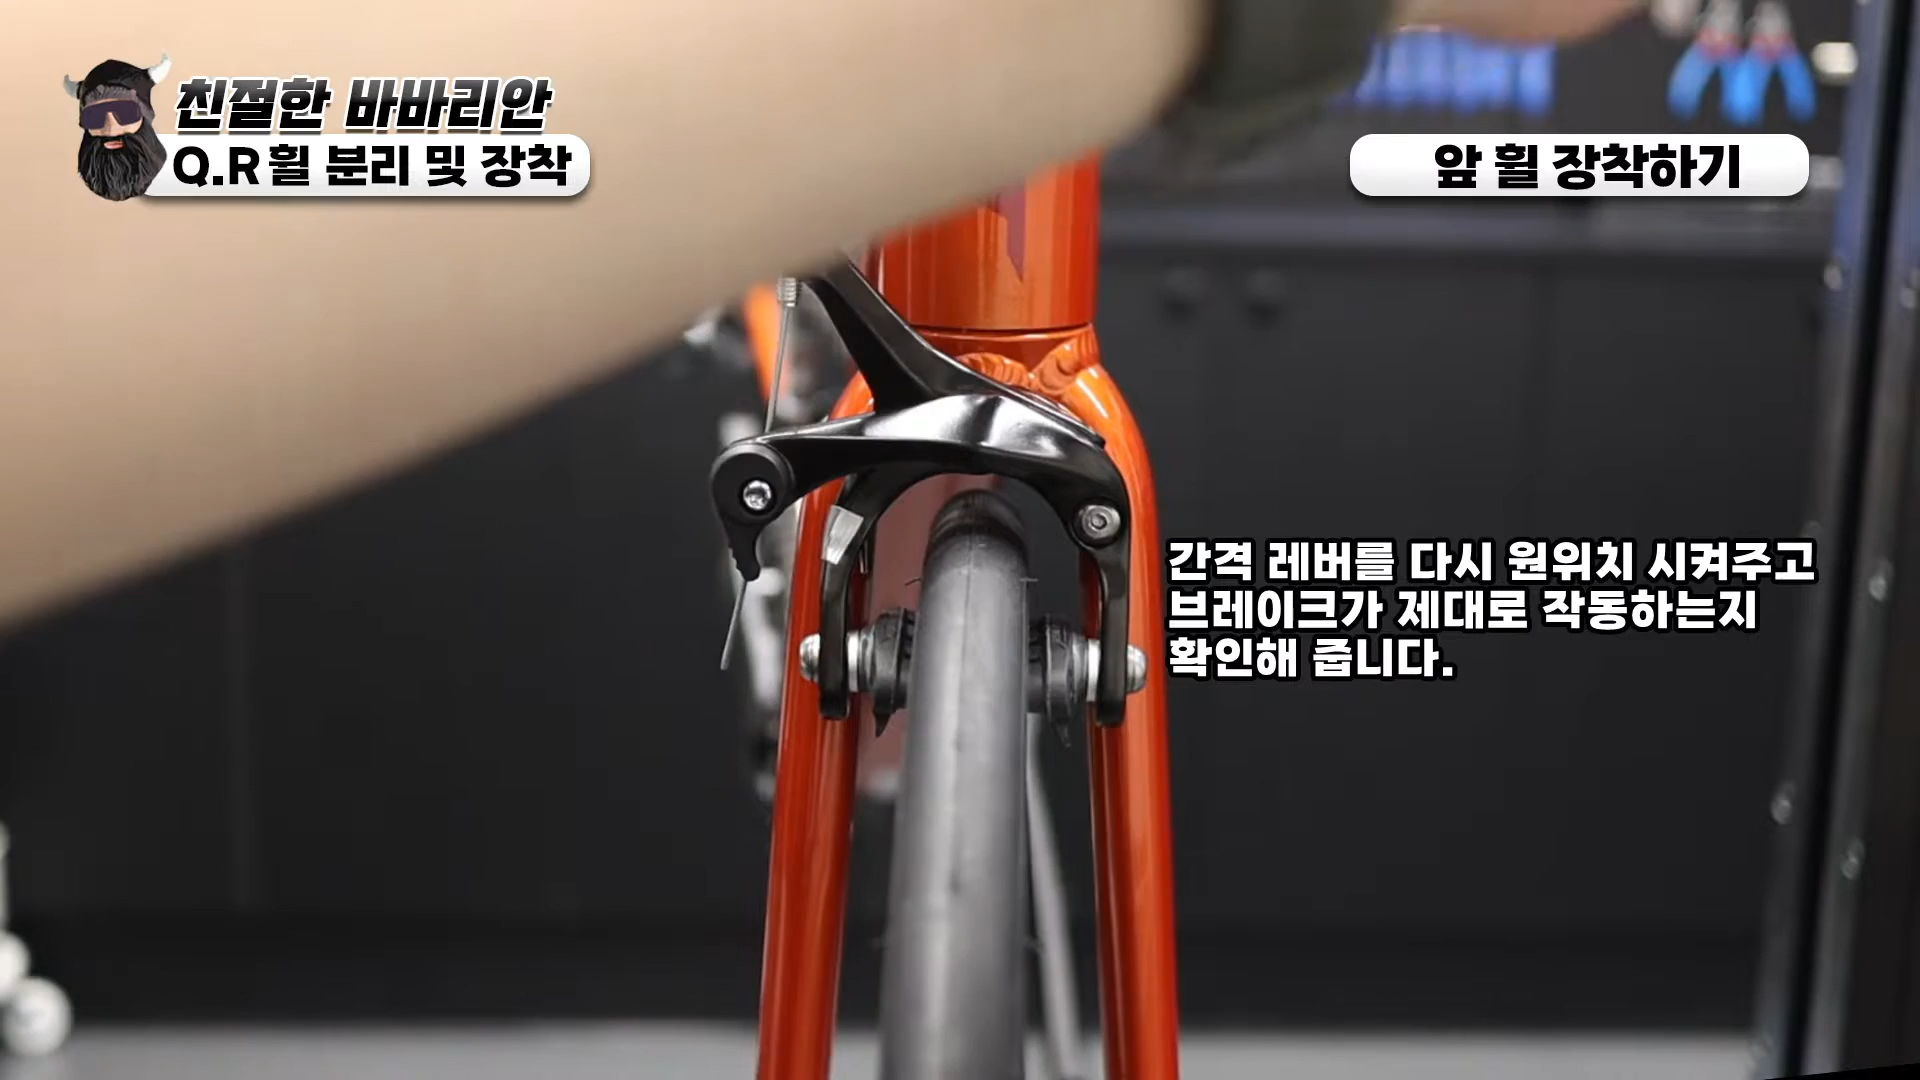 친절한 바바리안
Q.R 휠 분리 및 장착
앞 휠 장착하기
간격 레버를 다시 원위치 시켜주고
브레이크가 제대로 작동하는지
확인해 줍니다.